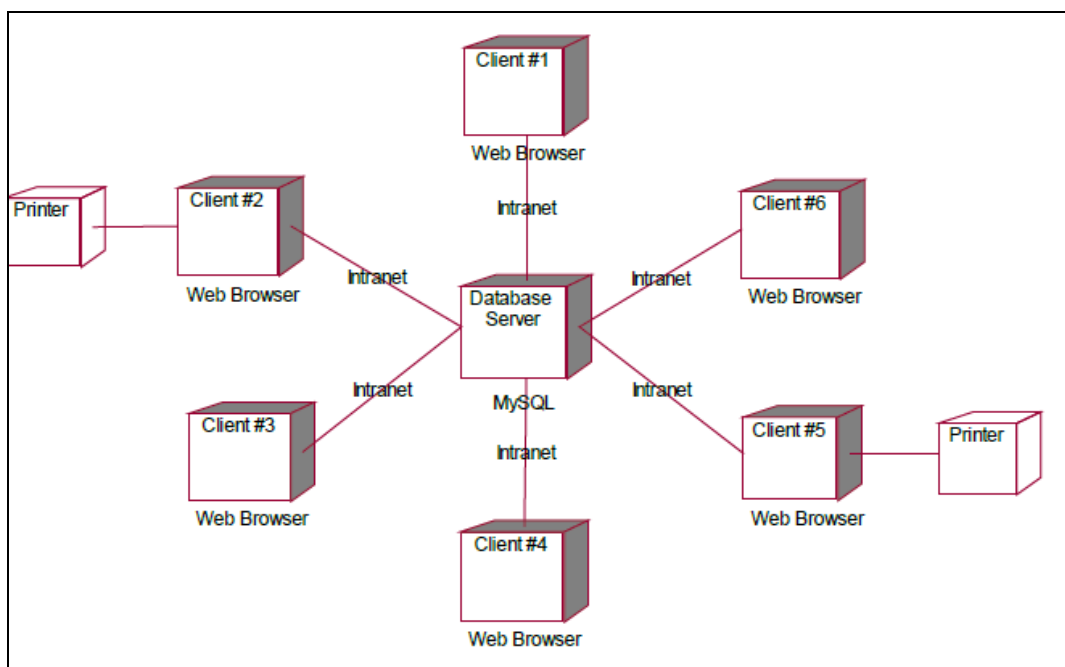 Client #1
Web Browser
Intranet
Printer
Client #2
Web Browser
Intranet
Client #6
Web Browser
Intranet
Database
Server
MySQL
Intranet
Client #3
Web Browser
Intranet
Client #5
Web Browser
Printer
Intranet
Client #4
Web Browser